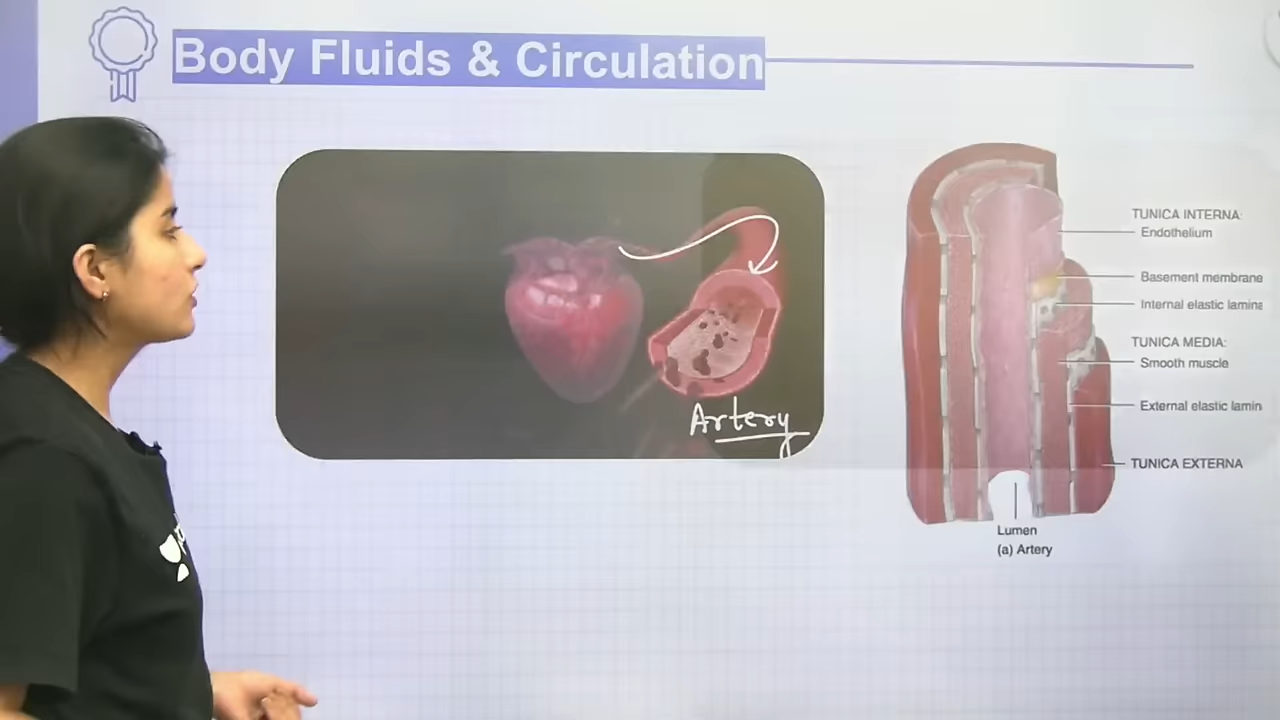 Body Fluids & Circulation
Artery
TUNICA INTERNA:
Endothelium
Basement membrane
Internal elastic lamina
TUNICA MEDIA:
Smooth muscle
External elastic lamin
TUNICA EXTERNA
Lumen
(a) Artery